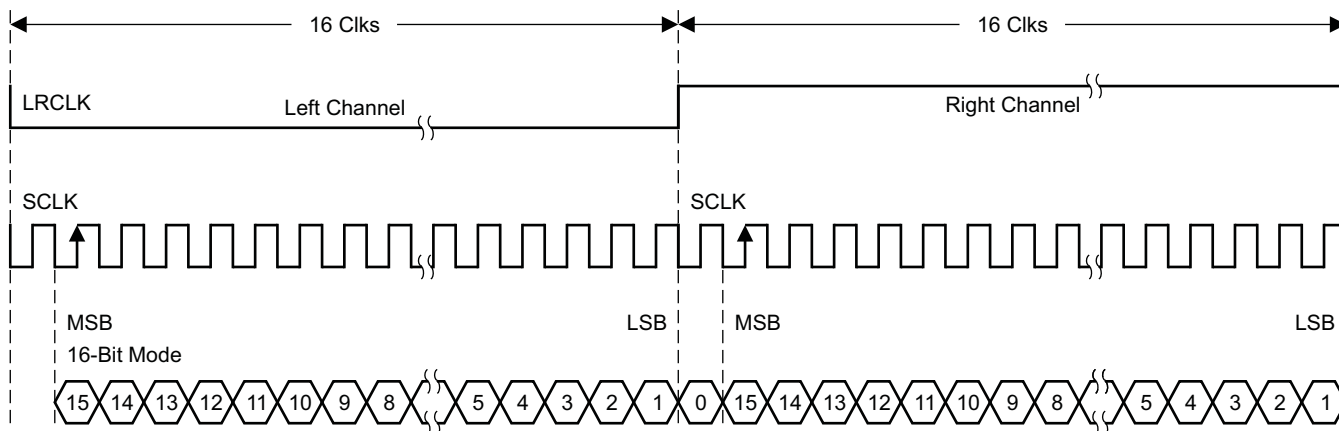 16 Clks 16 Clks
LRCLK Left Channel Right Channel
SCLK SCLK
MSB LSB MSB LSB
16-Bit Mode
15 14 13 12 11 10 9 8 5 4 3 2 1 0 15 14 13 12 11 10 9 8 5 4 3 2 1